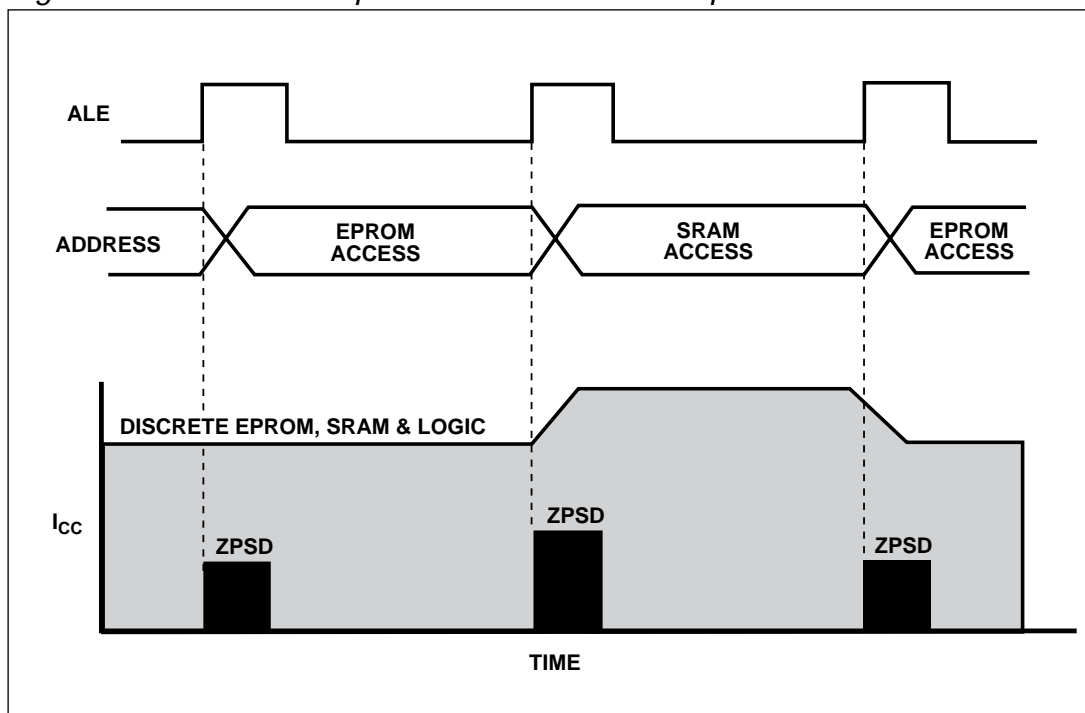 ALE
ADDRESS
EPROM
ACCESS
SRAM
ACCESS
EPROM
ACCESS
DISCRETE EPROM, SRAM & LOGIC
ICC
ZPSD
ZPSD
ZPSD
TIME